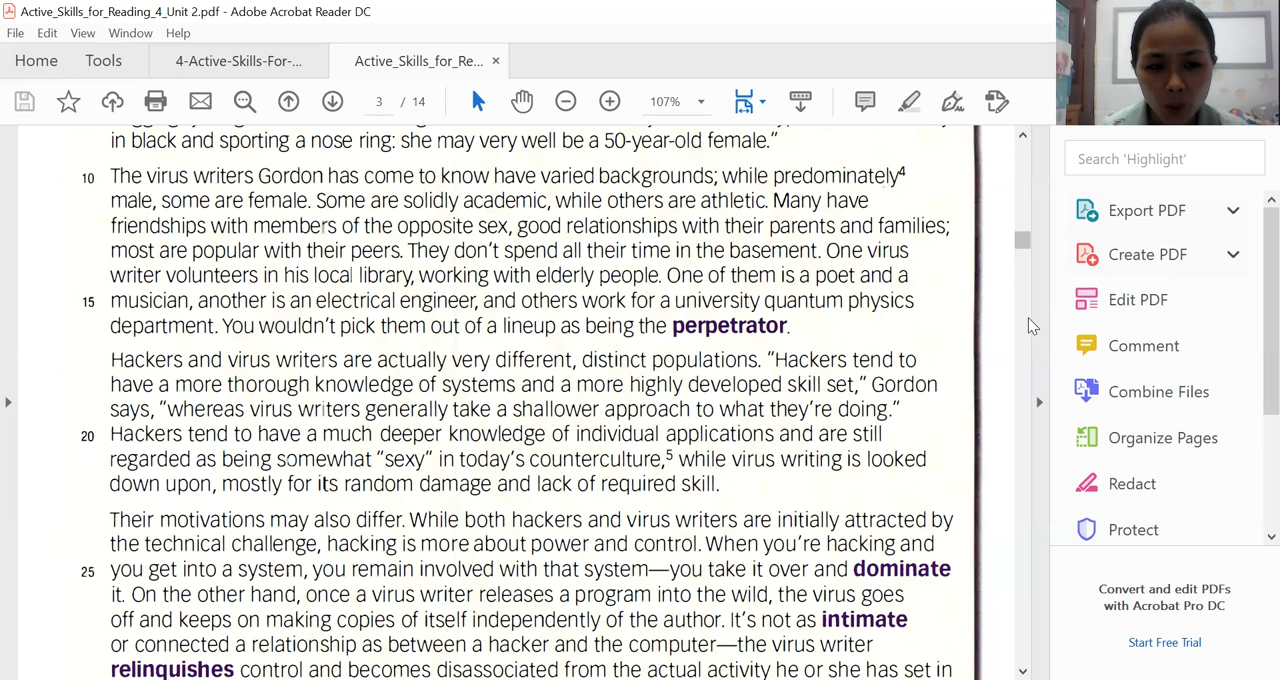 Active_Skills_for_Reading_4_Unit 2.pdf - Adobe Acrobat Reader DC
File Edit View Window Help
Home Tools 4-Active-Skills-For-... Active_Skills_for_Re... ×
3 / 14 107%
in black and sporting a nose ring: she may very well be a 50-year-old female.”
10 The virus writers Gordon has come to know have varied backgrounds; while predominately⁴
male, some are female. Some are solidly academic, while others are athletic. Many have
friendships with members of the opposite sex, good relationships with their parents and families;
most are popular with their peers. They don’t spend all their time in the basement. One virus
writer volunteers in his local library, working with elderly people. One of them is a poet and a
15 musician, another is an electrical engineer, and others work for a university quantum physics
department. You wouldn’t pick them out of a lineup as being the perpetrator.
Hackers and virus writers are actually very different, distinct populations. “Hackers tend to
have a more thorough knowledge of systems and a more highly developed skill set,” Gordon
says, “whereas virus writers generally take a shallower approach to what they’re doing.”
20 Hackers tend to have a much deeper knowledge of individual applications and are still
regarded as being somewhat “sexy” in today’s counterculture,⁵ while virus writing is looked
down upon, mostly for its random damage and lack of required skill.
Their motivations may also differ. While both hackers and virus writers are initially attracted by
the technical challenge, hacking is more about power and control. When you’re hacking and
25 you get into a system, you remain involved with that system—you take it over and dominate
it. On the other hand, once a virus writer releases a program into the wild, the virus goes
off and keeps on making copies of itself independently of the author. It’s not as intimate
or connected a relationship as between a hacker and the computer—the virus writer
relinquishes control and becomes disassociated from the actual activity he or she has set in
Search 'Highlight'
Export PDF
Create PDF
Edit PDF
Comment
Combine Files
Organize Pages
Redact
Protect
Convert and edit PDFs
with Acrobat Pro DC
Start Free Trial